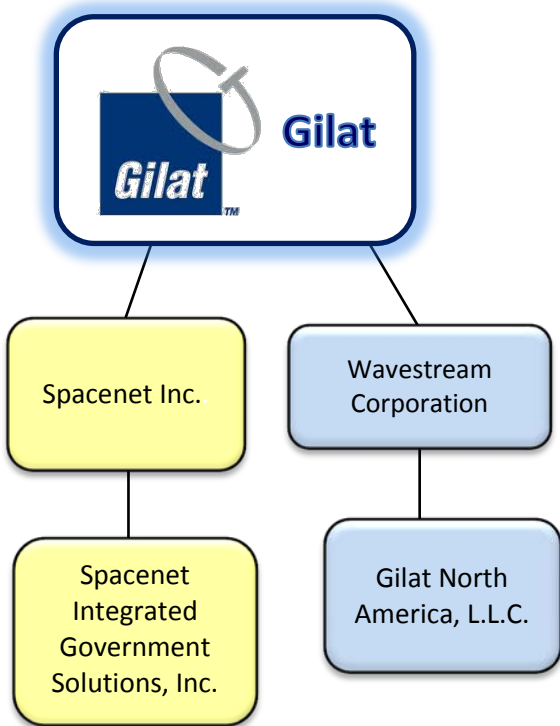 Gilat
TM
Gilat
Spacenet Inc.
Wavestream
Corporation
Spacenet
Integrated
Government
Solutions, Inc.
Gilat North
America, L.L.C.